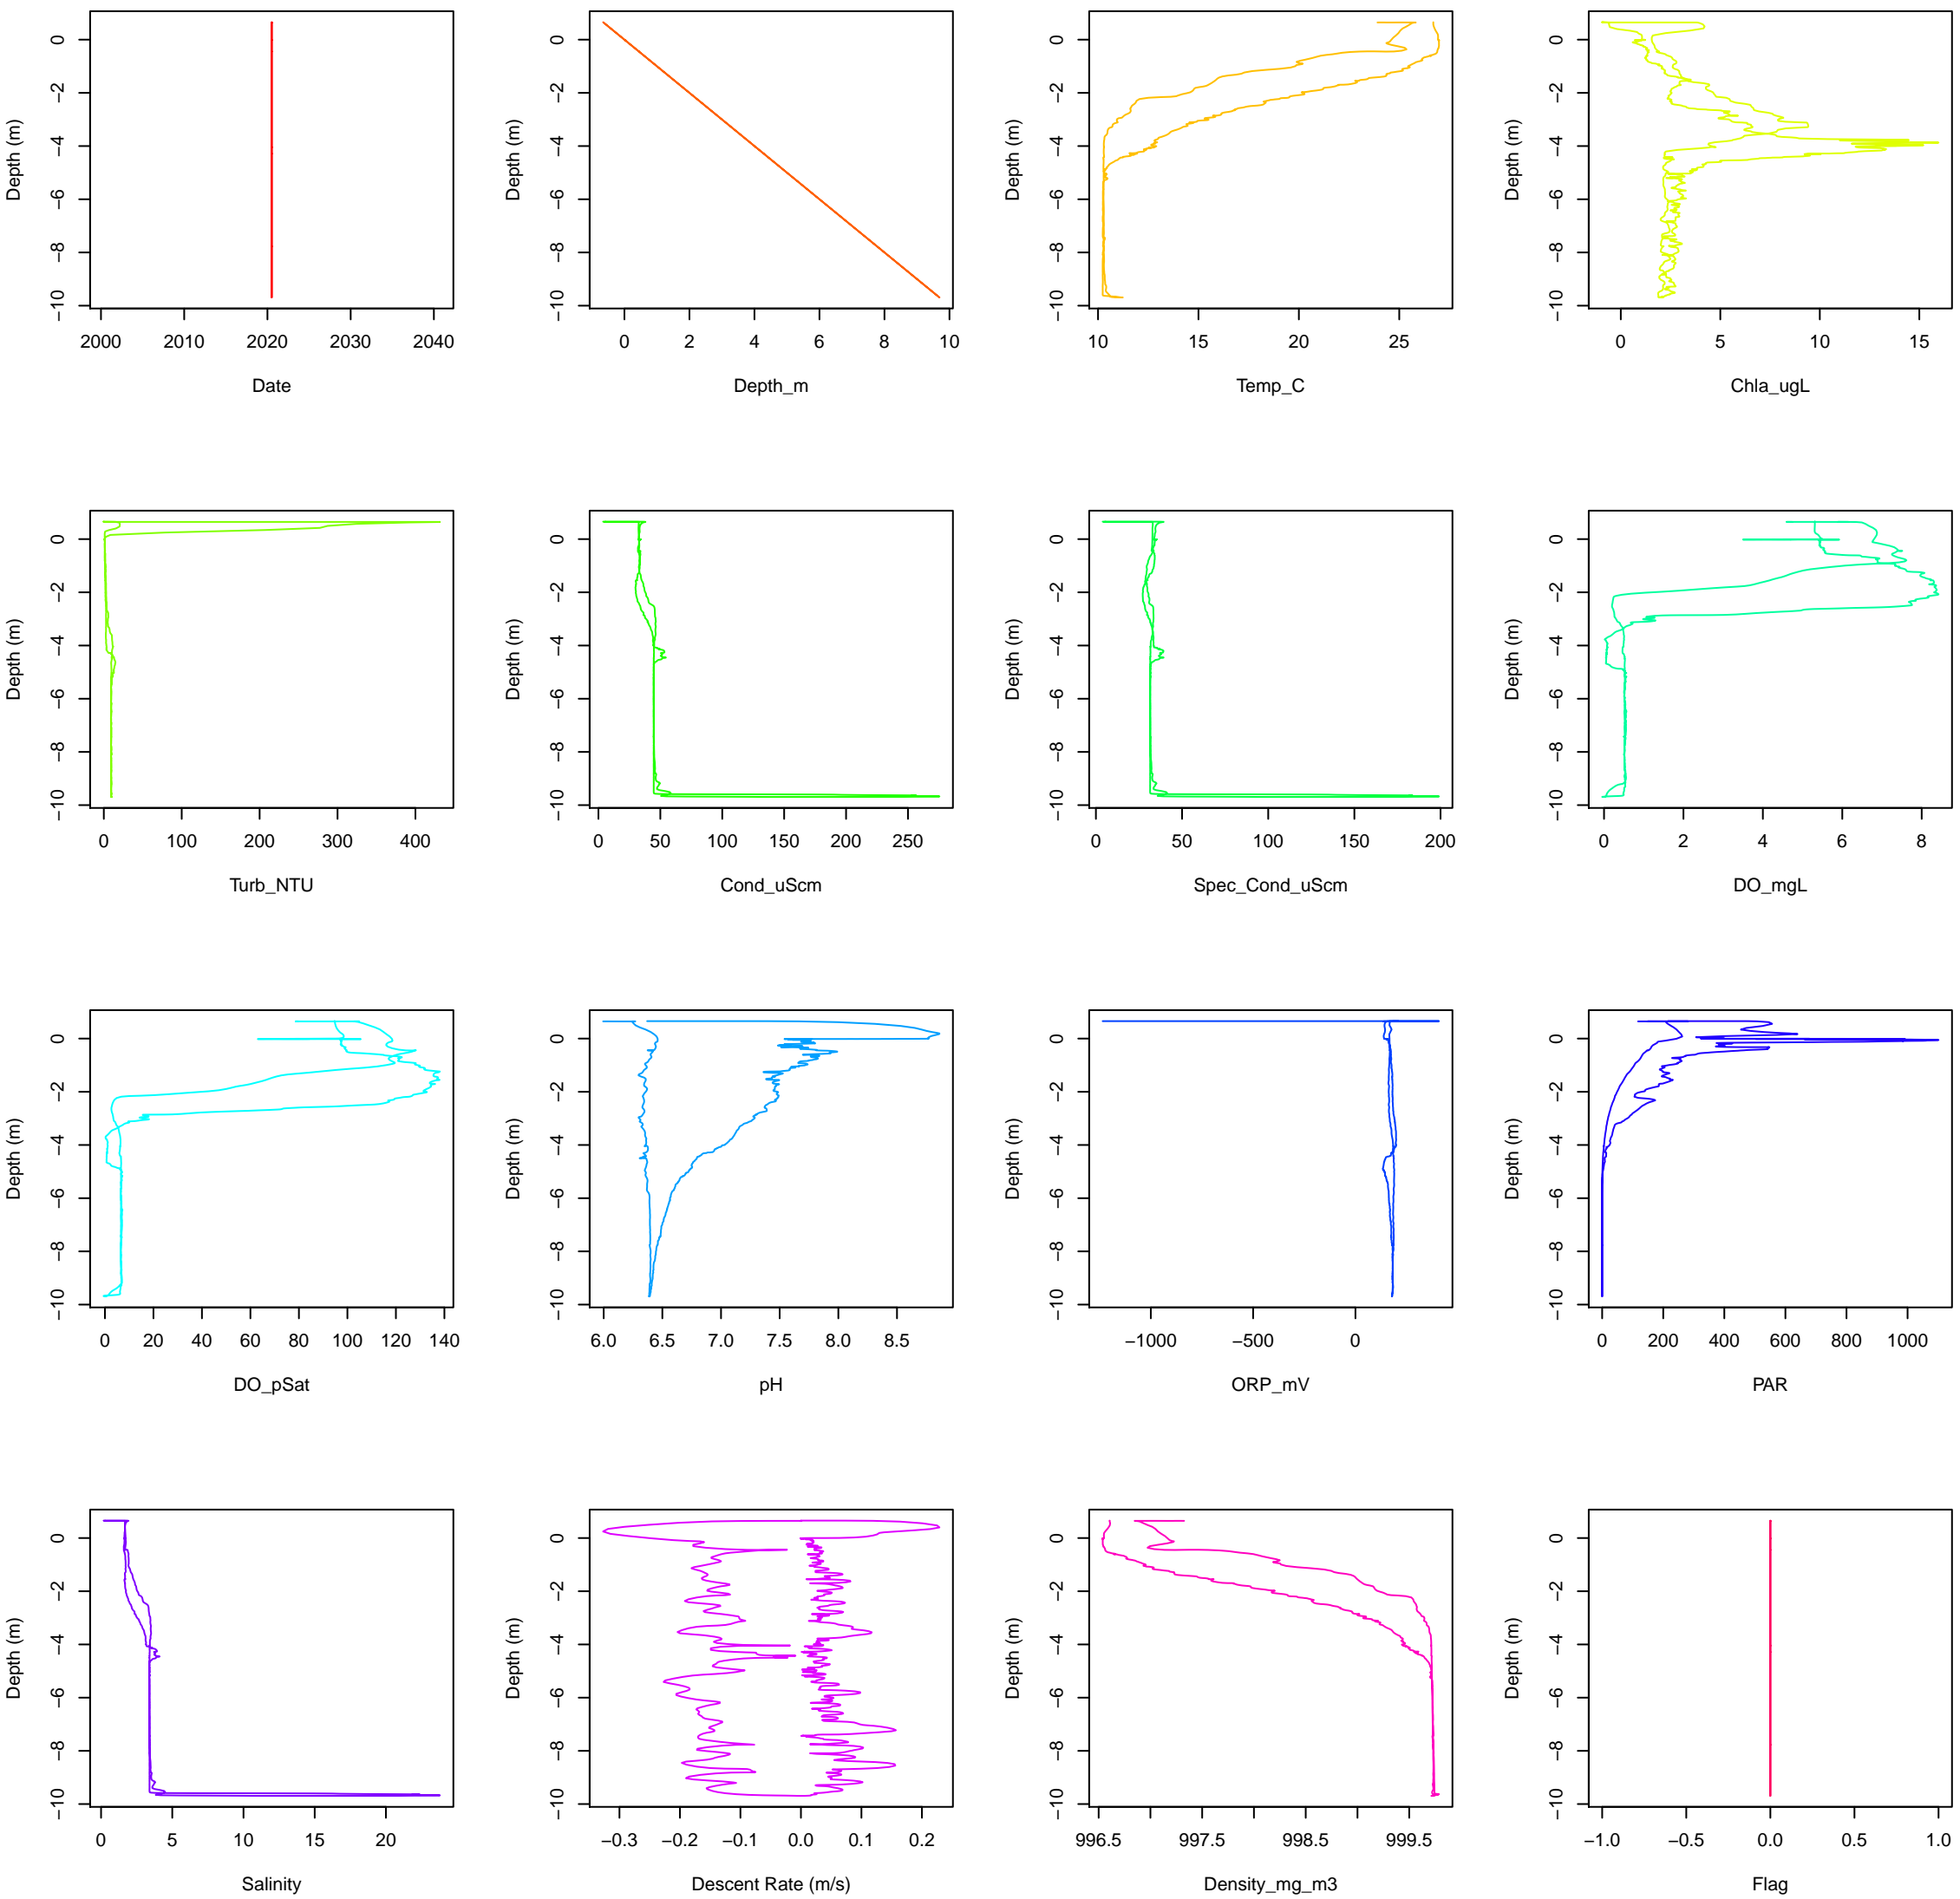 Depth (m) Depth (m) Depth (m) Depth (m)
0 0 0 0
−2 −2 −2 −2
−4 −4 −4 −4
−6 −6 −6 −6
−8 −8 −8 −8
−10 −10 −10 −10
2000 2010 2020 2030 2040 0 2 4 6 8 10 10 15 20 25 0 5 10 15
Date Depth_m Temp_C Chla_ugL
Depth (m) Depth (m) Depth (m) Depth (m)
0 0 0 0
−2 −2 −2 −2
−4 −4 −4 −4
−6 −6 −6 −6
−8 −8 −8 −8
−10 −10 −10 −10
0 100 200 300 400 0 50 100 150 200 250 0 50 100 150 200 0 2 4 6 8
Turb_NTU Cond_uScm Spec_Cond_uScm DO_mgL
Depth (m) Depth (m) Depth (m) Depth (m)
0 0 0 0
−2 −2 −2 −2
−4 −4 −4 −4
−6 −6 −6 −6
−8 −8 −8 −8
−10 −10 −10 −10
0 20 40 60 80 100 120 140 6.0 6.5 7.0 7.5 8.0 8.5 −1000 −500 0 0 200 400 600 800 1000
DO_pSat pH ORP_mV PAR
Depth (m) Depth (m) Depth (m) Depth (m)
0 0 0 0
−2 −2 −2 −2
−4 −4 −4 −4
−6 −6 −6 −6
−8 −8 −8 −8
−10 −10 −10 −10
0 5 10 15 20 −0.3 −0.2 −0.1 0.0 0.1 0.2 996.5 997.5 998.5 999.5 −1.0 −0.5 0.0 0.5 1.0
Salinity Descent Rate (m/s) Density_mg_m3 Flag